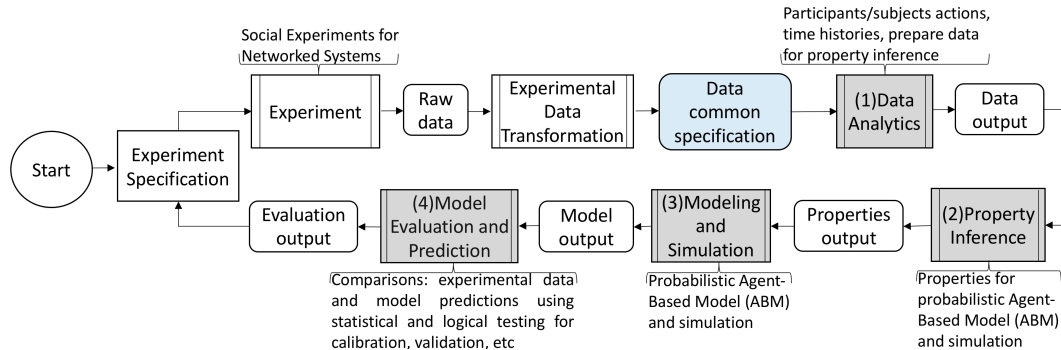 Participants/subjects actions,
time histories, prepare data
for property inference
Social Experiments for
Networked Systems
Start
Experiment
Specification
Experiment
Raw
data
Experimental
Data
Transformation
Data
common
specification
(1)Data
Analytics
Data
output
(2)Property
Inference
Properties
output
(3)Modeling
and
Simulation
Model
output
(4)Model
Evaluation and
Prediction
Evaluation
output
Comparisons: experimental data
and model predictions using
statistical and logical testing for
calibration, validation, etc
Probabilistic Agent-
Based Model (ABM)
and simulation
Properties for
probabilistic Agent-
Based Model (ABM)
and simulation